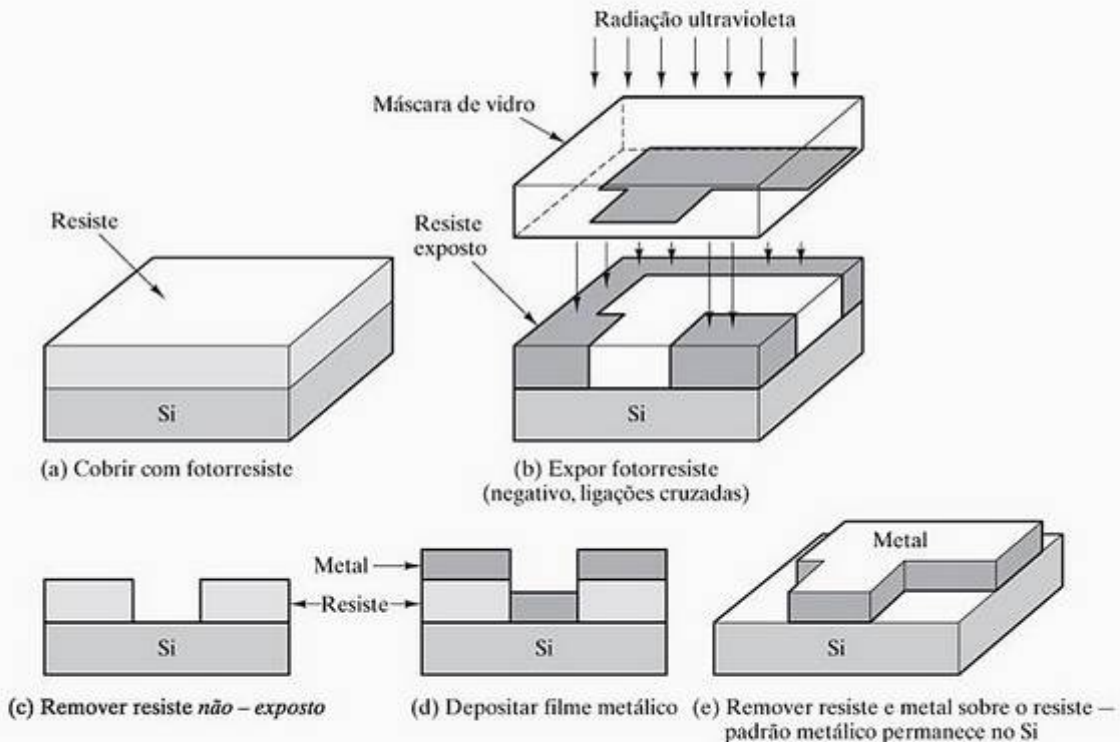 Radiação ultravioleta
Máscara de vidro
Resiste
Resiste
exposto
Si
Si
(a) Cobrir com fotorresiste
(b) Expor fotorresiste
(negativo, ligações cruzadas)
Metal
Resiste
Si
Si
Metal
Si
(c) Remover resiste não – exposto
(d) Depositar filme metálico
(e) Remover resiste e metal sobre o resiste —
padrão metálico permanece no Si